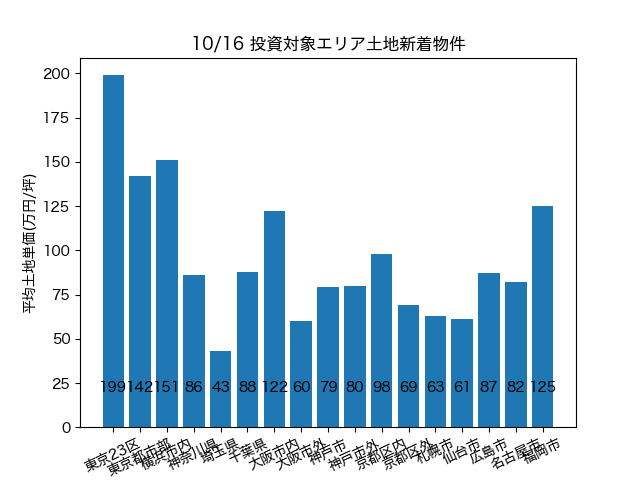 10/16 投資対象エリア土地新着物件
平均土地単価(万円/坪)
200
175
150
125
100
75
50
25
0
199 142 151 86 43 88 122 60 79 80 98 69 63 61 87 82 125
東京23区
東京都市部
横浜市内
神奈川県
埼玉県
千葉県
大阪市内
大阪市外
神戸市
神戸市外
京都区内
京都区外
札幌市
仙台市
広島市
名古屋市
福岡市